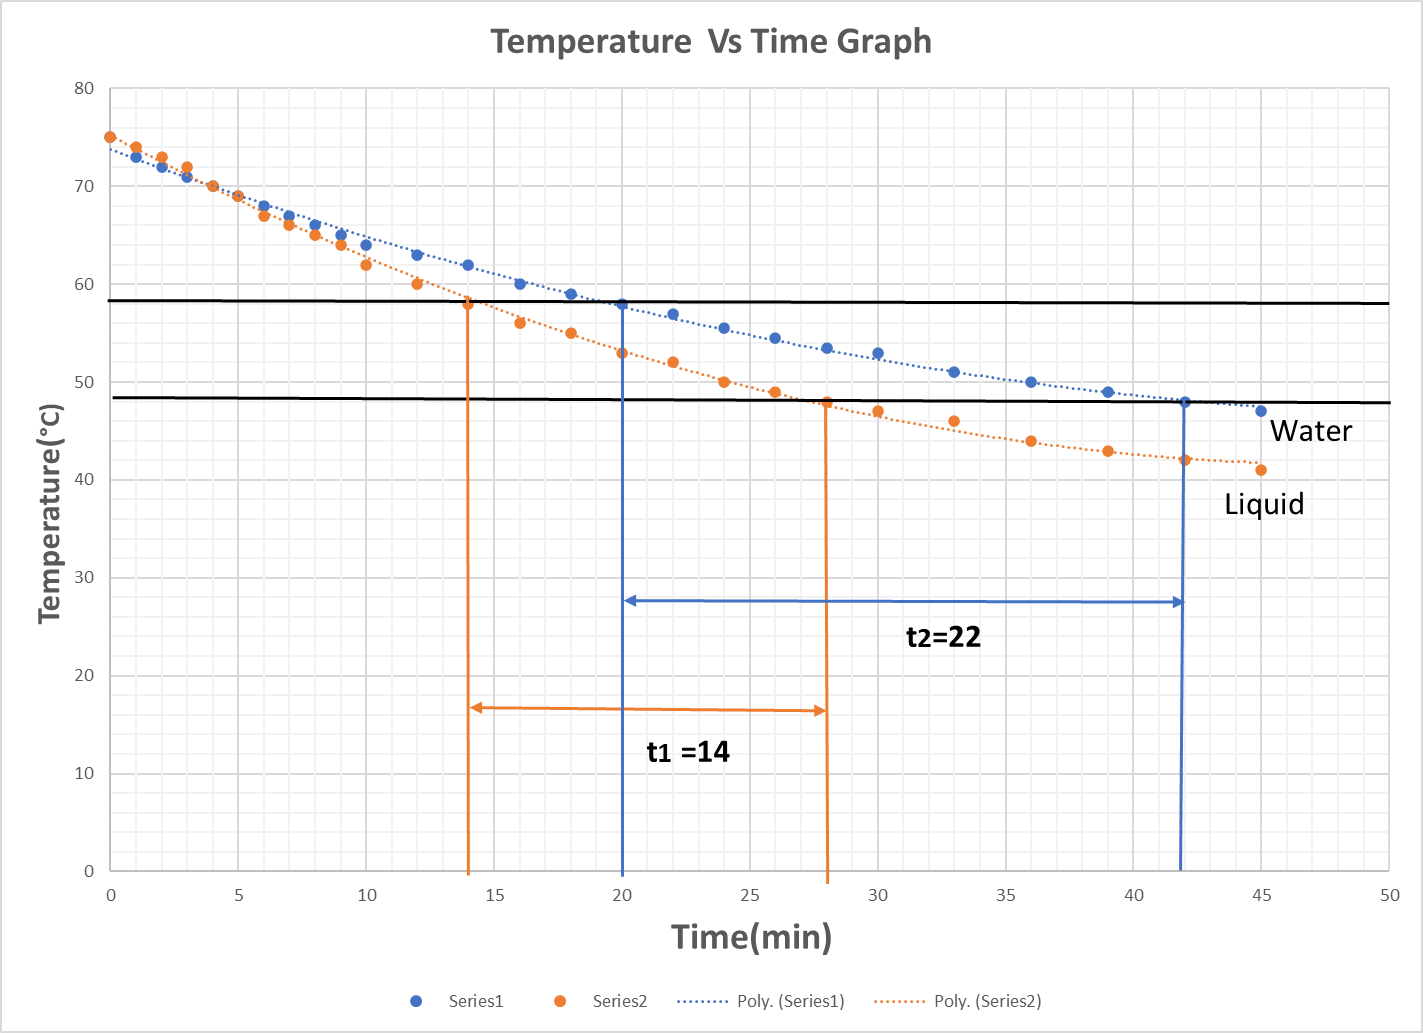 Temperature  Vs Time Graph
80
70
60
50
40
30
20
10
0
Temperature(°C)
Water
Liquid
t2=22
t1 =14
0 5 10 15 20 25 30 35 40 45 50
Time(min)
Series1 Series2 Poly. (Series1) Poly. (Series2)